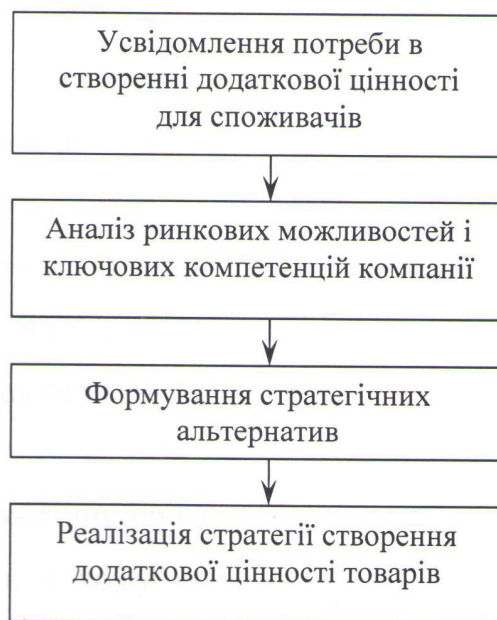 Усвідомлення потреби в
створенні додаткової цінності
для споживачів
Аналіз ринкових можливостей і
ключових компетенцій компанії
Формування стратегічних
альтернатив
Реалізація стратегії створення
додаткової цінності товарів